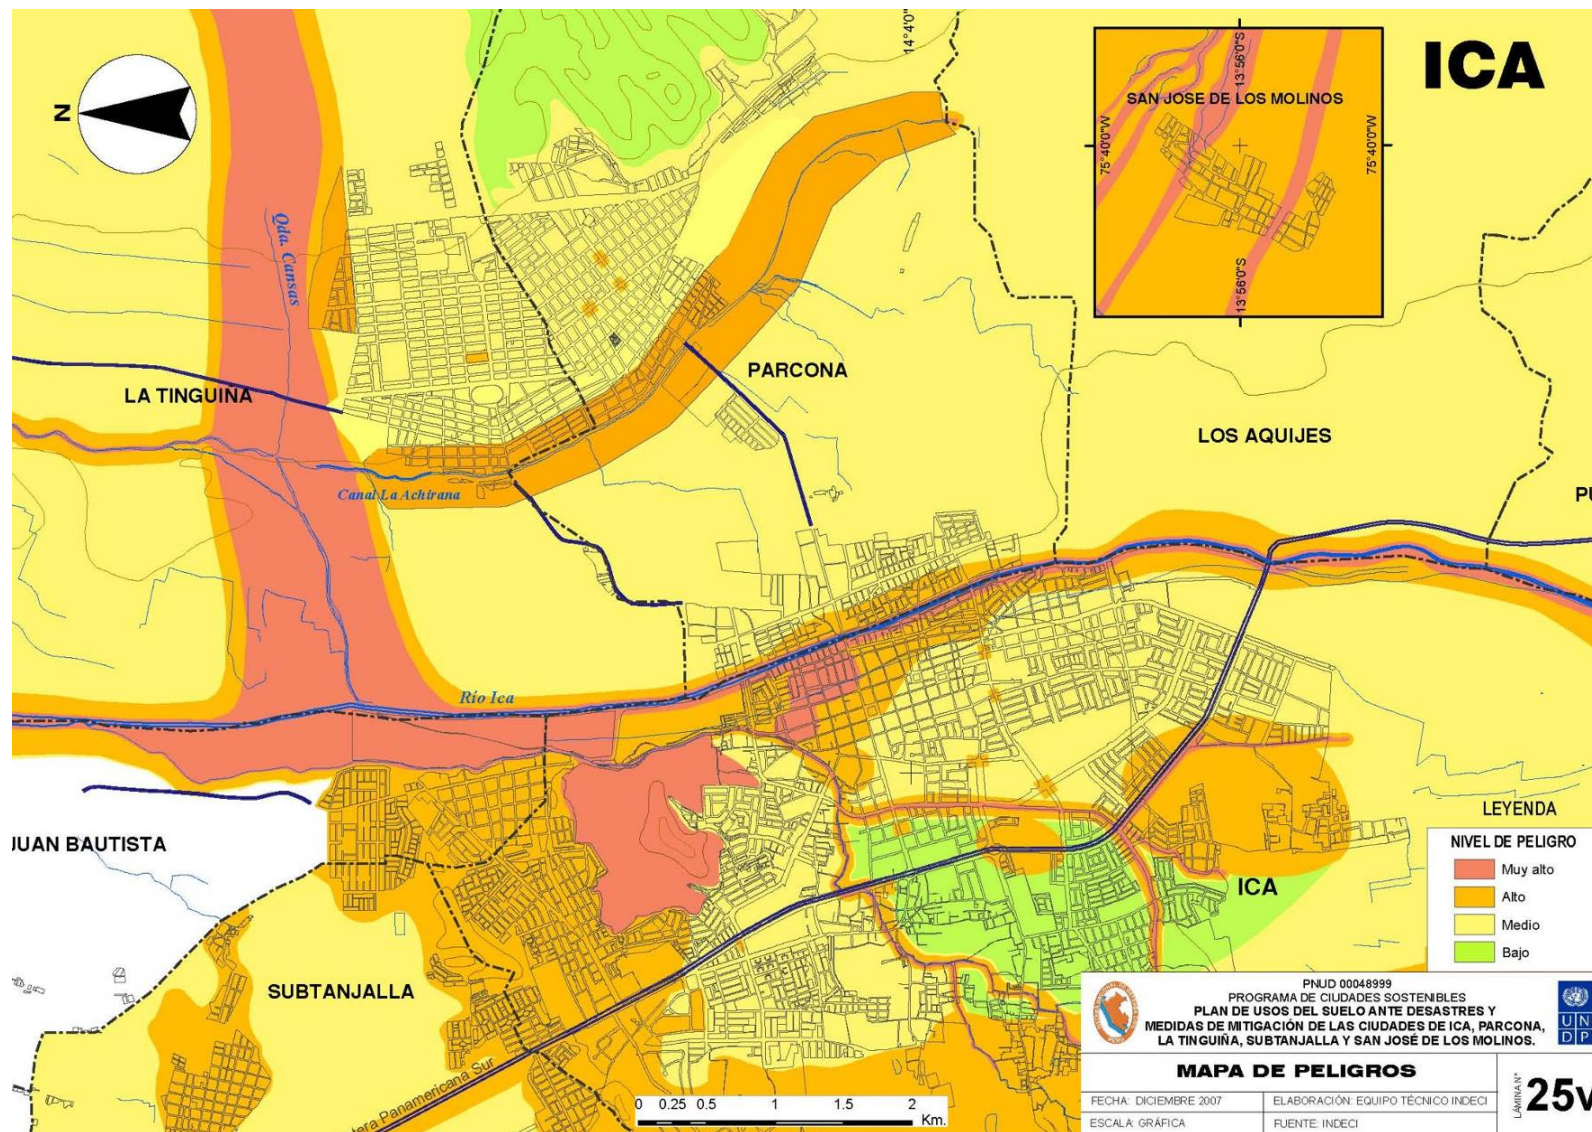 ICA
N
14°4'0"
SAN JOSE DE LOS MOLINOS
13°56'0"S
75°40'0"W
75°40'0"W
13°56'0"S
Qda. Cansas
LA TINGUIÑA
PARCONA
LOS AQUIJES
Canal La Achirana
PU
Río Ica
JUAN BAUTISTA
SUBTANJALLA
ICA
tera Panamericana Sur
LEYENDA
NIVEL DE PELIGRO
Muy alto
Alto
Medio
Bajo
0 0.25 0.5 1 1.5 2
Km.
PNUD 00048999
PROGRAMA DE CIUDADES SOSTENIBLES
PLAN DE USOS DEL SUELO ANTE DESASTRES Y
MEDIDAS DE MITIGACIÓN DE LAS CIUDADES DE ICA, PARCONA,
LA TINGUIÑA, SUBTANJALLA Y SAN JOSÉ DE LOS MOLINOS.
UN
DP
MAPA DE PELIGROS
FECHA: DICIEMBRE 2007
ELABORACIÓN: EQUIPO TÉCNICO INDECI
ESCALA: GRÁFICA
FUENTE: INDECI
LÁMINA N°
25v